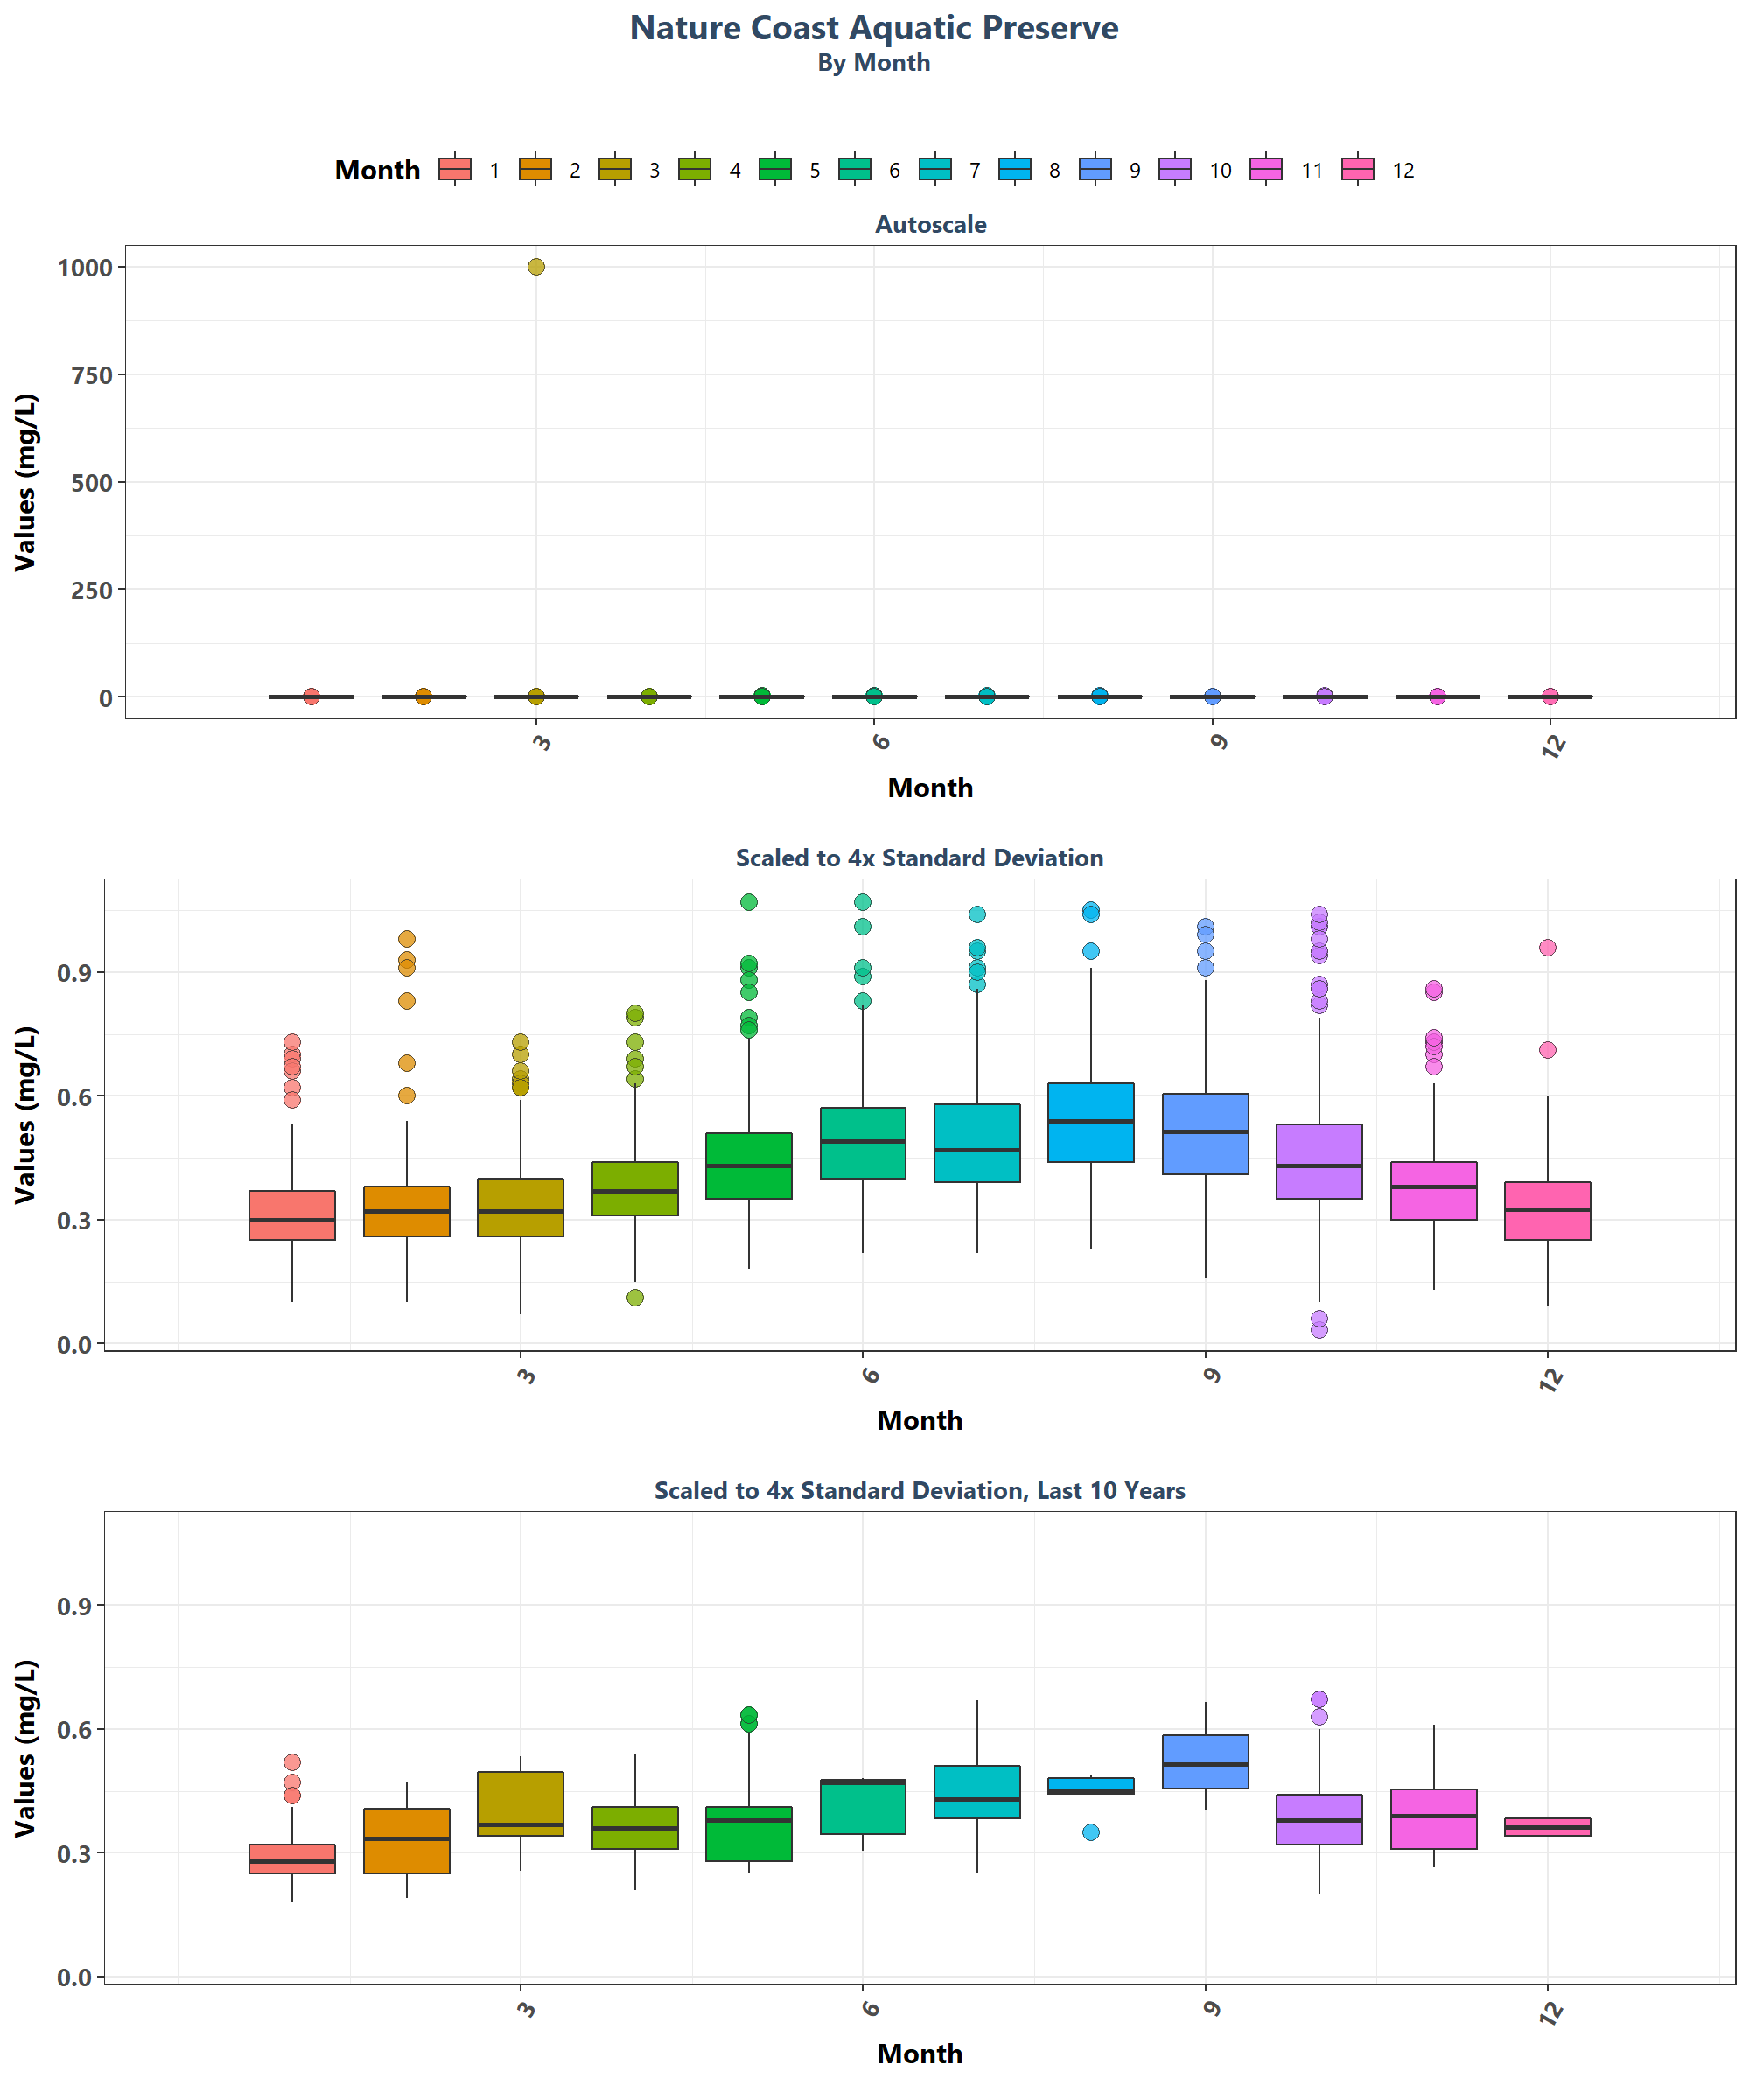 Nature Coast Aquatic Preserve
By Month
Month 1 2 3 4 5 6 7 8 9 10 11 12
Autoscale
Values (mg/L)
1000
750
500
250
0
3 6 9 12
Month
Scaled to 4x Standard Deviation
Values (mg/L)
0.9
0.6
0.3
0.0
3 6 9 12
Month
Scaled to 4x Standard Deviation, Last 10 Years
Values (mg/L)
0.9
0.6
0.3
0.0
3 6 9 12
Month